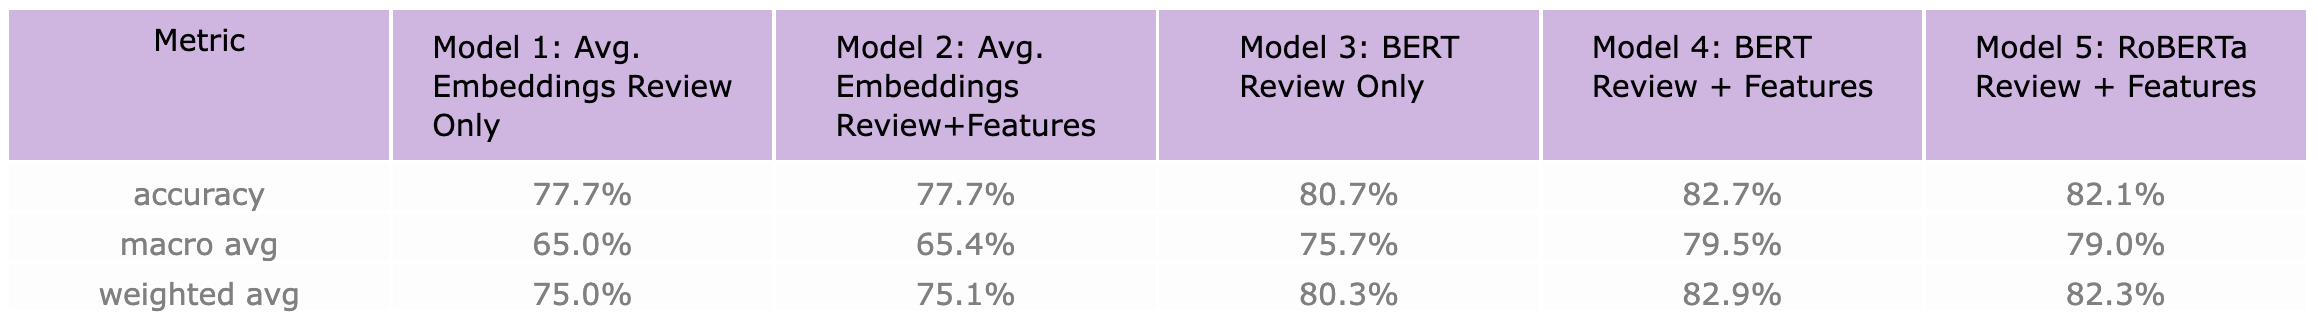 Metric
Model 1: Avg.
Embeddings Review
Only
Model 2: Avg.
Embeddings
Review+Features
Model 3: BERT
Review Only
Model 4: BERT
Review + Features
Model 5: RoBERTa
Review + Features
accuracy 77.7% 77.7% 80.7% 82.7% 82.1%
macro avg 65.0% 65.4% 75.7% 79.5% 79.0%
weighted avg 75.0% 75.1% 80.3% 82.9% 82.3%